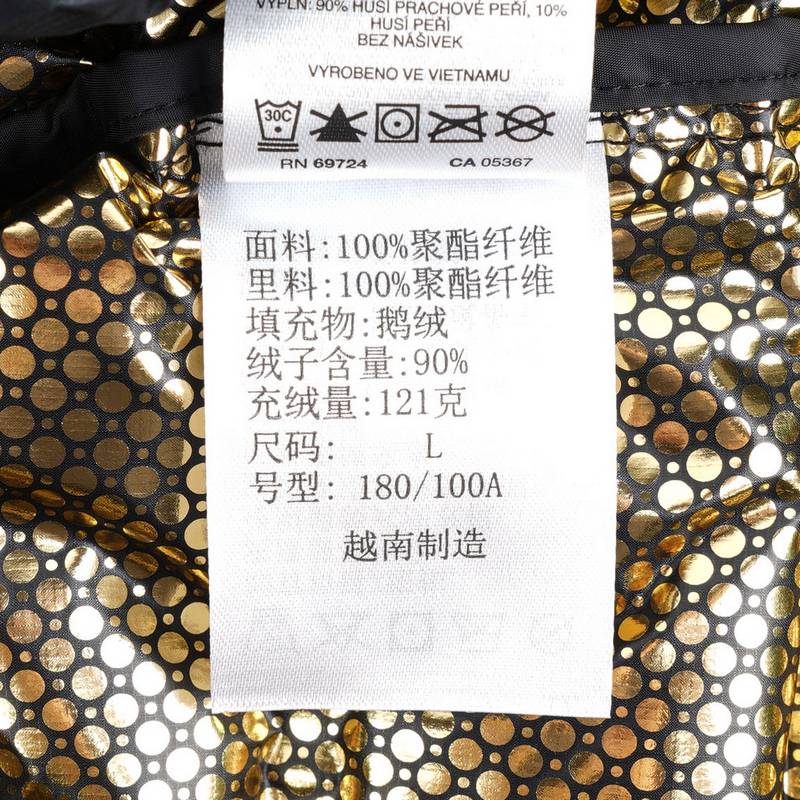 VÝPLŇ: 90% HUSÍ PRACHOVÉ PEŘÍ, 10%
HUSÍ PEŘÍ
BEZ NÁŠIVEK
VYROBENO VE VIETNAMU
30C
RN 69724 CA 05367
面料:100%聚酯纤维
里料:100%聚酯纤维
填充物:鹅绒
绒子含量:90%
充绒量:121克
尺码: L
号型: 180/100A
越南制造